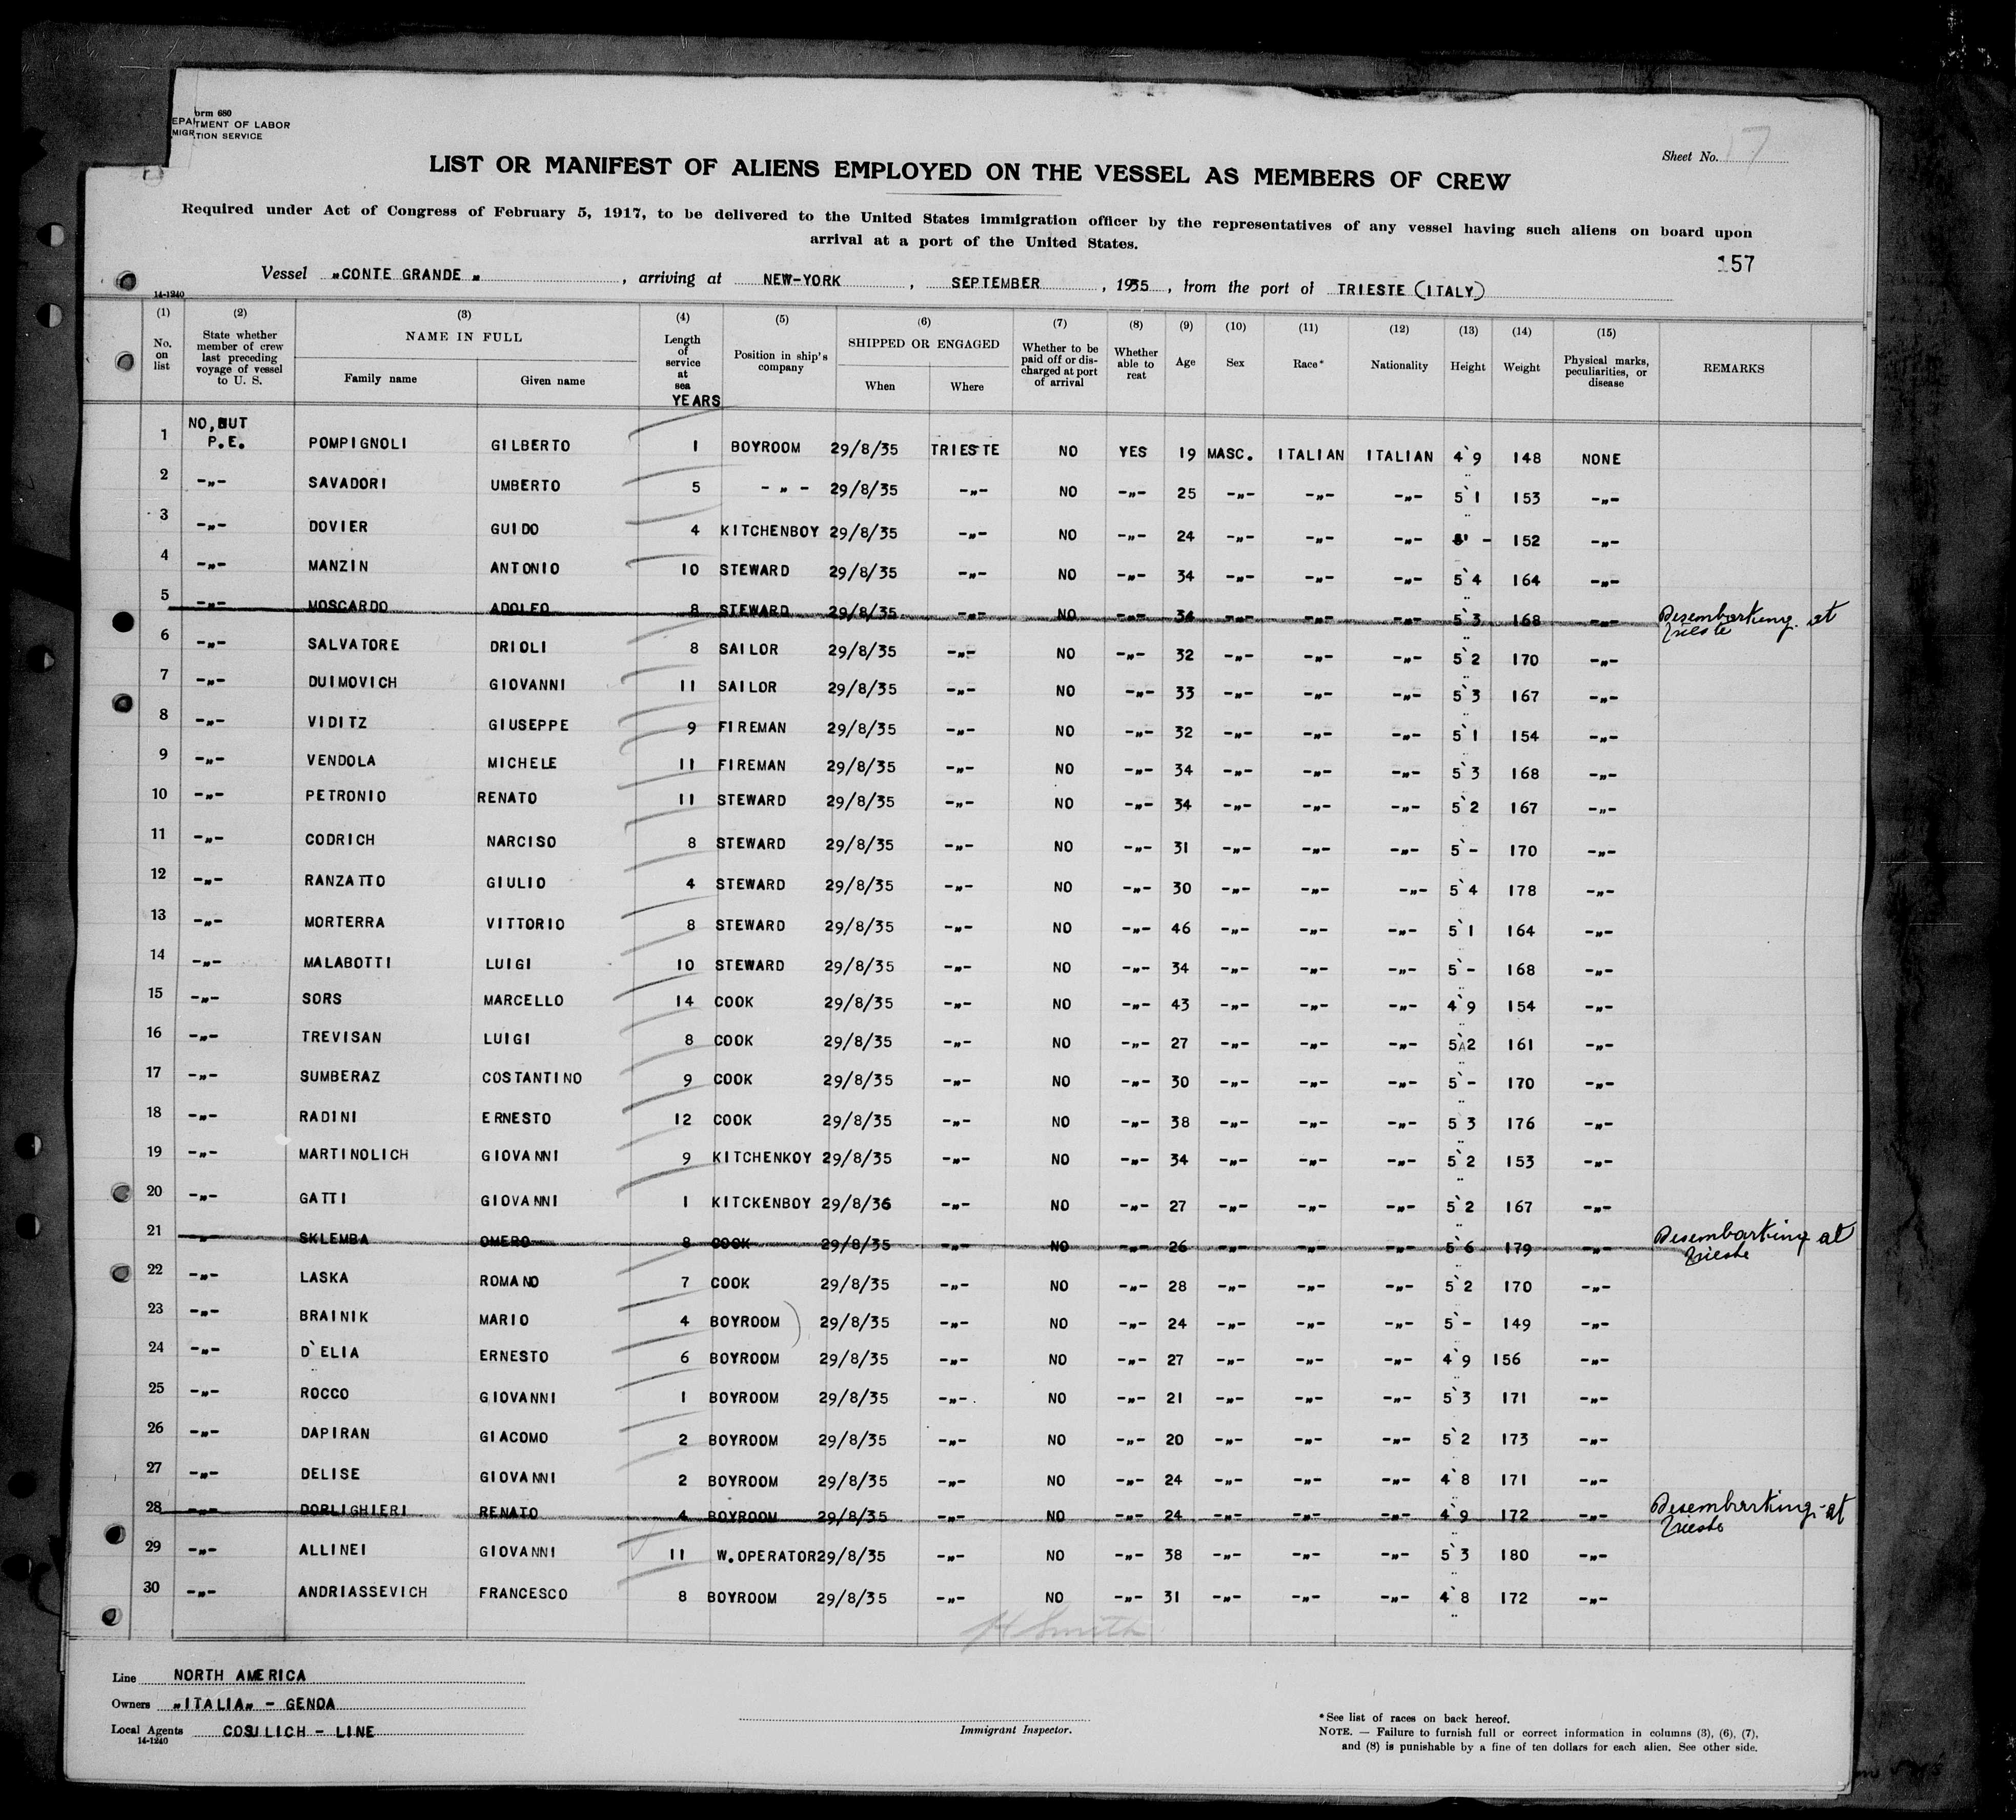 orm 680
EPARTMENT OF LABOR
MIGRATION SERVICE
Sheet No. 17
LIST OR MANIFEST OF ALIENS EMPLOYED ON THE VESSEL AS MEMBERS OF CREW
Required under Act of Congress of February 5, 1917, to be delivered to the United States immigration officer by the representatives of any vessel having such aliens on board upon
arrival at a port of the United States.
157
Vessel „CONTE GRANDE „ , arriving at NEW-YORK , SEPTEMBER , 1935 , from the port of TRIESTE (ITALY)
14-1240
(1) No. on list (2) State whether member of crew last preceding voyage of vessel to U. S. (3) NAME IN FULL Family name Given name (4) Length of service at sea YEARS (5) Position in ship's company (6) SHIPPED OR ENGAGED When Where (7) Whether to be paid off or discharged at port of arrival (8) Whether able to reat (9) Age (10) Sex (11) Race* (12) Nationality (13) Height (14) Weight (15) Physical marks, peculiarities, or disease REMARKS
1 NO, BUT P.E. POMPIGNOLI GILBERTO 1 BOYROOM 29/8/35 TRIESTE NO YES 19 MASC. ITALIAN ITALIAN 4`9 148 NONE
2 -„- SAVADORI UMBERTO 5 - „ - 29/8/35 -„- NO -„- 25 -„- -„- -„- 5`1 153 -„-
3 -„- DOVIER GUIDO 4 KITCHENBOY 29/8/35 -„- NO -„- 24 -„- -„- -„- - 152 -„-
4 -„- MANZIN ANTONIO 10 STEWARD 29/8/35 -„- NO -„- 34 -„- -„- -„- 5`4 164 -„-
5 -„- MOSCARDO ADOLFO 8 STEWARD 29/8/35 -„- NO -„- 34 -„- -„- -„- 5 3 168 -„- Desembarking at Trieste
6 -„- SALVATORE DRIOLI 8 SAILOR 29/8/35 -„- NO -„- 32 -„- -„- -„- 5`2 170 -„-
7 -„- DUIMOVICH GIOVANNI 11 SAILOR 29/8/35 -„- NO -„- 33 -„- -„- -„- 5`3 167 -„-
8 -„- VIDITZ GIUSEPPE 9 FIREMAN 29/8/35 -„- NO -„- 32 -„- -„- -„- 5`1 154 -„-
9 -„- VENDOLA MICHELE 11 FIREMAN 29/8/35 -„- NO -„- 34 -„- -„- -„- 5`3 168 -„-
10 -„- PETRONIO RENATO 11 STEWARD 29/8/35 -„- NO -„- 34 -„- -„- -„- 5`2 167 -„-
11 -„- CODRICH NARCISO 8 STEWARD 29/8/35 -„- NO -„- 31 -„- -„- -„- 5`- 170 -„-
12 -„- RANZATTO GIULIO 4 STEWARD 29/8/35 -„- NO -„- 30 -„- -„- -„- 5`4 178 -„-
13 -„- MORTERRA VITTORIO 8 STEWARD 29/8/35 -„- NO -„- 46 -„- -„- -„- 5`1 164 -„-
14 -„- MALABOTTI LUIGI 10 STEWARD 29/8/35 -„- NO -„- 34 -„- -„- -„- 5`- 168 -„-
15 -„- SORS MARCELLO 14 COOK 29/8/35 -„- NO -„- 43 -„- -„- -„- 4`9 154 -„-
16 -„- TREVISAN LUIGI 8 COOK 29/8/35 -„- NO -„- 27 -„- -„- -„- 5`2 161 -„-
17 -„- SUMBERAZ COSTANTINO 9 COOK 29/8/35 -„- NO -„- 30 -„- -„- -„- 5`- 170 -„-
18 -„- RADINI ERNESTO 12 COOK 29/8/35 -„- NO -„- 38 -„- -„- -„- 5 3 176 -„-
19 -„- MARTINOLICH GIOVANNI 9 KITCHENKOY 29/8/35 -„- NO -„- 34 -„- -„- -„- 5`2 153 -„-
20 -„- GATTI GIOVANNI 1 KITCKENBOY 29/8/36 -„- NO -„- 27 -„- -„- -„- 5`2 167 -„-
21 -„- SKLEMBA OMERO 8 COOK 29/8/35 -„- NO -„- 26 -„- -„- -„- 5`6 179 -„- Desembarking at Trieste
22 -„- LASKA ROMANO 7 COOK 29/8/35 -„- NO -„- 28 -„- -„- -„- 5`2 170 -„-
23 -„- BRAINIK MARIO 4 BOYROOM 29/8/35 -„- NO -„- 24 -„- -„- -„- 5`- 149 -„-
24 -„- D`ELIA ERNESTO 6 BOYROOM 29/8/35 -„- NO -„- 27 -„- -„- -„- 4`9 156 -„-
25 -„- ROCCO GIOVANNI 1 BOYROOM 29/8/35 -„- NO -„- 21 -„- -„- -„- 5`3 171 -„-
26 -„- DAPIRAN GIACOMO 2 BOYROOM 29/8/35 -„- NO -„- 20 -„- -„- -„- 5`2 173 -„-
27 -„- DELISE GIOVANNI 2 BOYROOM 29/8/35 -„- NO -„- 24 -„- -„- -„- 4`8 171 -„-
28 -„- DORLIGHIERI RENATO 4 BOYROOM 29/8/35 -„- NO -„- 24 -„- -„- -„- 4`9 172 -„- Desembarking at Trieste
29 -„- ALLINEI GIOVANNI 11 W.OPERATOR 29/8/35 -„- NO -„- 38 -„- -„- -„- 5`3 180 -„-
30 -„- ANDRIASSEVICH FRANCESCO 8 BOYROOM 29/8/35 -„- NO -„- 31 -„- -„- -„- 4`8 172 -„-
H Smith
Line NORTH AMERICA
Owners „ITALIA„ - GENOA
Local Agents COSULICH - LINE
14-1240
Immigrant Inspector.
*See list of races on back hereof.
NOTE. — Failure to furnish full or correct information in columns (3), (6), (7),
and (8) is punishable by a fine of ten dollars for each alien. See other side.